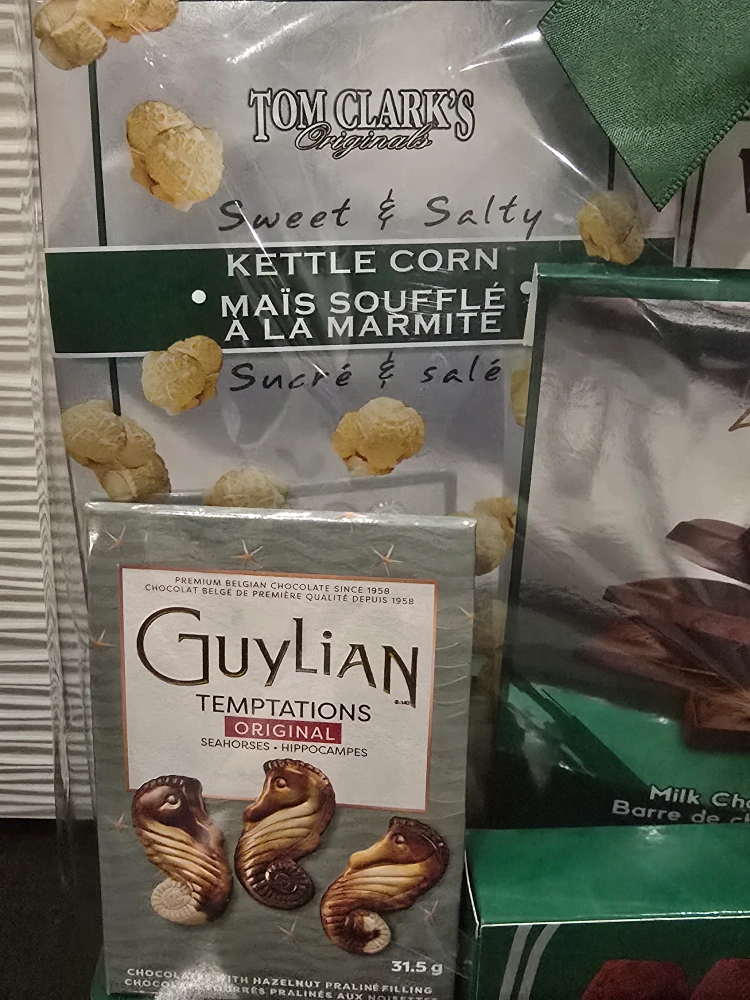 TOM CLARK'S
Originals
Sweet & Salty
KETTLE CORN
• MAÏS SOUFFLÉ •
À LA MARMITE
Sucré & salé
PREMIUM BELGIAN CHOCOLATE SINCE 1958
CHOCOLAT BELGE DE PREMIÈRE QUALITÉ DEPUIS 1958
GUYLIAN
TEMPTATIONS
ORIGINAL
SEAHORSES • HIPPOCAMPES
31.5 g
WITH HAZELNUT PRALINÉ FILLING
PRALINÉS AUX NOISETTES
Milk Ch
Barre de c